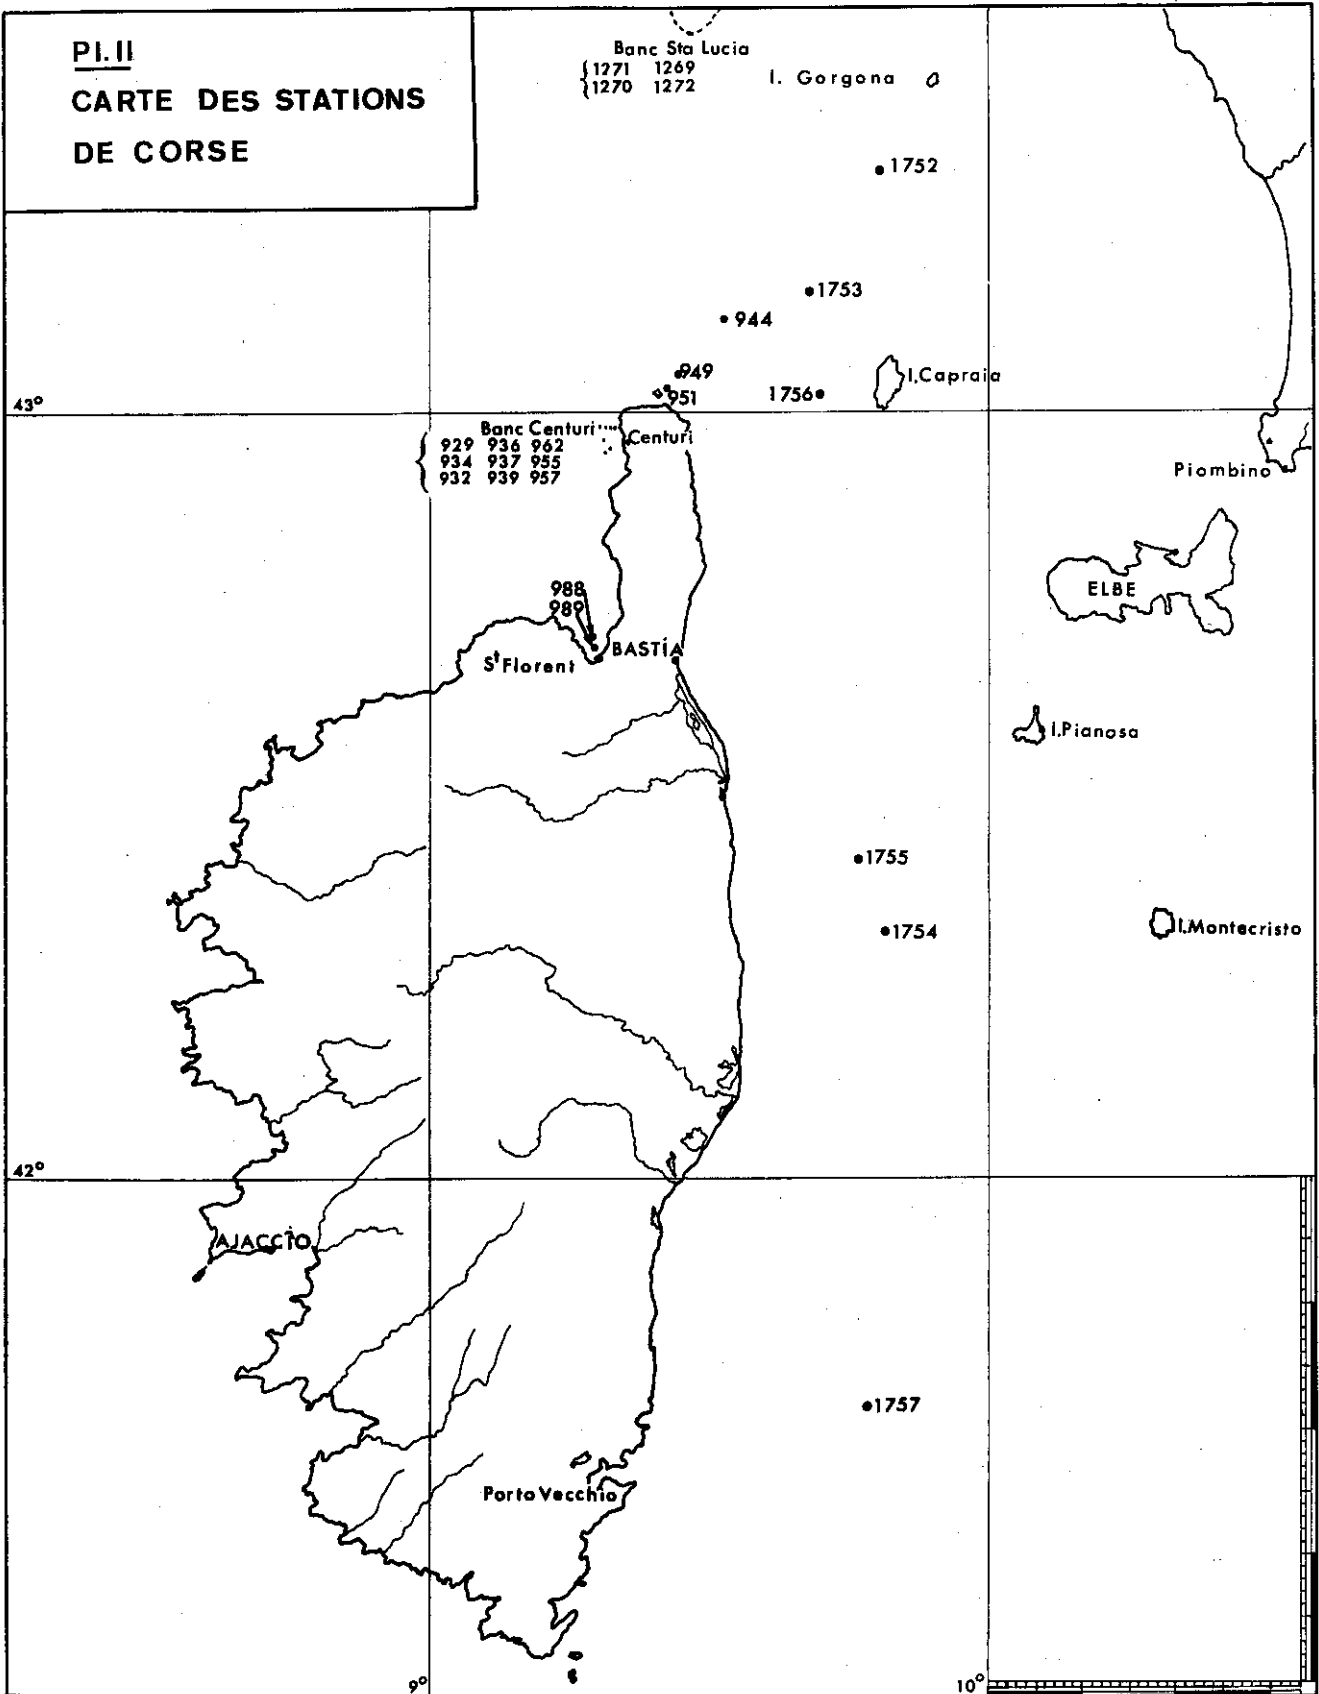 Pl. II
CARTE DES STATIONS
DE CORSE
Banc Sta Lucia
1271 1269
1270 1272
I. Gorgona
1752
1753
944
949
951
1756
I. Capraia
43°
Banc Centuri
929 936 962
934 937 955
932 939 957
Centuri
Piombino
ELBE
988
989
St Florent
BASTIA
I. Pianosa
1755
1754
I. Montecristo
42°
AJACCIO
1757
Porto Vecchio
9°
10°